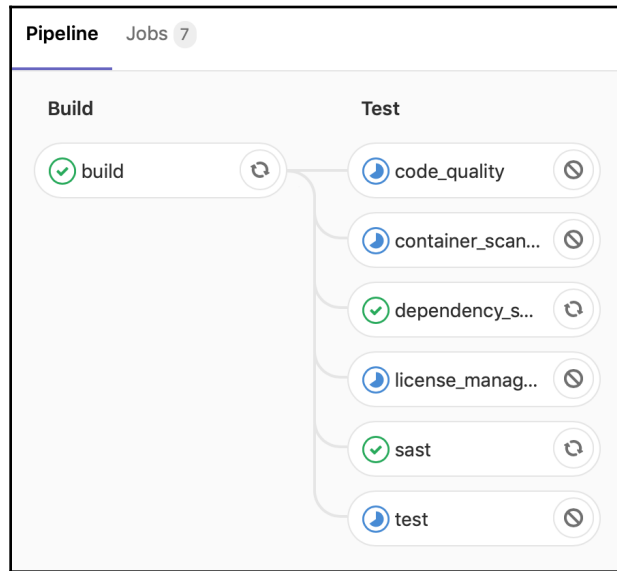 Pipeline Jobs 7
Build Test
build code_quality
container_scan...
dependency_s...
license_manag...
sast
test